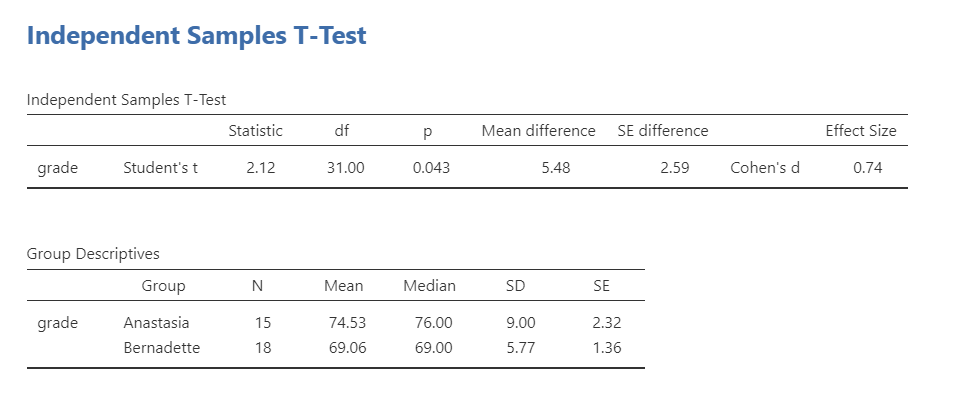 Independent Samples T-Test
Independent Samples T-Test
Statistic df p Mean difference SE difference Effect Size
grade Student's t 2.12 31.00 0.043 5.48 2.59 Cohen's d 0.74
Group Descriptives
Group N Mean Median SD SE
grade Anastasia 15 74.53 76.00 9.00 2.32
Bernadette 18 69.06 69.00 5.77 1.36